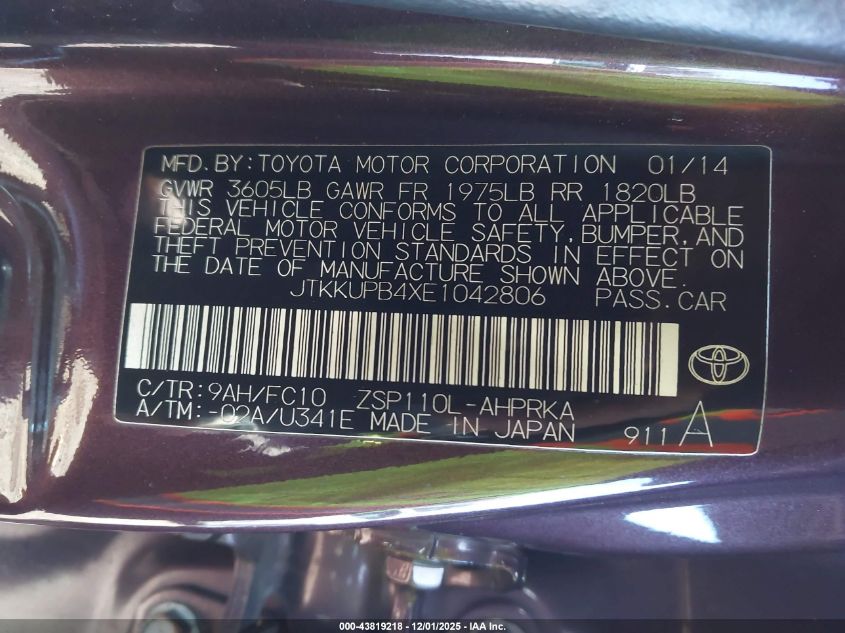 MFD.BY:TOYOTA MOTOR CORPORATION 01/14
GVWR 3605LB GAWR FR 1975LB RR 1820LB
THIS VEHICLE CONFORMS TO ALL APPLICABLE
FEDERAL MOTOR VEHICLE SAFETY,BUMPER,AND
THEFT PREVENTION STANDARDS IN EFFECT ON
THE DATE OF MANUFACTURE SHOWN ABOVE.
JTKKUPB4XE1042806 PASS.CAR
C/TR:9AH/FC10 ZSP110L-AHPRKA
A/TM:-02A/U341E MADE IN JAPAN 911A
000-43819218 - 12/01/2025 - IAA Inc.